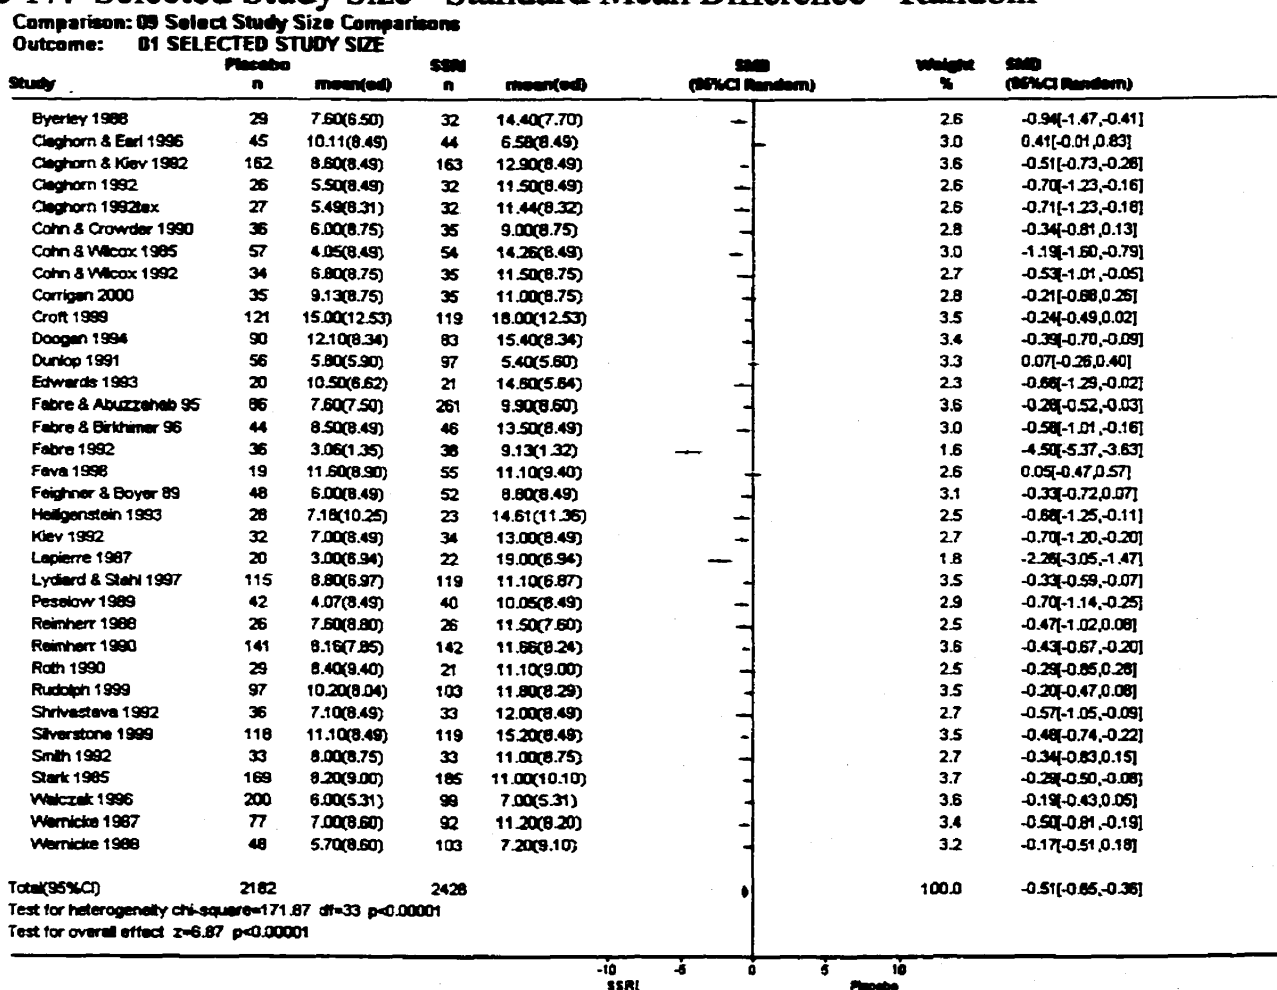 17: Selected Study Size - Standard Mean Difference - Random
Comparison: 09 Select Study Size Comparisons
Outcome: 01 SELECTED STUDY SIZE
Placebo SSRI SMD Weight SMD
Study n mean(sd) n mean(sd) (95%CI Random) % (95%CI Random)
Byerley 1988 29 7.60(6.50) 32 14.40(7.70) 2.6 -0.94[-1.47,-0.41]
Claghorn & Earl 1996 45 10.11(8.49) 44 6.58(8.49) 3.0 0.41[-0.01,0.83]
Claghorn & Kiev 1992 162 8.60(8.49) 163 12.90(8.49) 3.6 -0.51[-0.73,-0.28]
Claghorn 1992 26 5.50(8.49) 32 11.50(8.49) 2.6 -0.70[-1.23,-0.16]
Claghorn 1992tex 27 5.49(8.31) 32 11.44(8.32) 2.6 -0.71[-1.23,-0.18]
Cohn & Crowder 1990 36 6.00(8.75) 35 9.00(8.75) 2.8 -0.34[-0.81,0.13]
Cohn & Wilcox 1985 57 4.05(8.49) 54 14.26(8.49) 3.0 -1.19[-1.60,-0.79]
Cohn & Wilcox 1992 34 6.80(8.75) 35 11.50(8.75) 2.7 -0.53[-1.01,-0.05]
Corrigan 2000 35 9.13(8.75) 35 11.00(8.75) 2.8 -0.21[-0.68,0.26]
Croft 1999 121 15.00(12.53) 119 18.00(12.53) 3.5 -0.24[-0.49,0.02]
Doogan 1994 90 12.10(8.34) 83 15.40(8.34) 3.4 -0.39[-0.70,-0.09]
Dunlop 1991 56 5.80(5.90) 97 5.40(5.60) 3.3 0.07[-0.26,0.40]
Edwards 1993 20 10.50(6.62) 21 14.60(5.64) 2.3 -0.66[-1.29,-0.02]
Fabre & Abuzzahab 95 86 7.60(7.50) 261 9.90(8.60) 3.6 -0.28[-0.52,-0.03]
Fabre & Birkhimer 96 44 8.50(8.49) 46 13.50(8.49) 3.0 -0.58[-1.01,-0.16]
Fabre 1992 36 3.06(1.35) 38 9.13(1.32) 1.6 -4.50[-5.37,-3.63]
Fava 1998 19 11.60(8.90) 55 11.10(9.40) 2.6 0.05[-0.47,0.57]
Feighner & Boyer 89 48 6.00(8.49) 52 8.80(8.49) 3.1 -0.33[-0.72,0.07]
Heiligenstein 1993 28 7.18(10.25) 23 14.61(11.36) 2.5 -0.68[-1.25,-0.11]
Kiev 1992 32 7.00(8.49) 34 13.00(8.49) 2.7 -0.70[-1.20,-0.20]
Lapierre 1987 20 3.00(6.94) 22 19.00(6.94) 1.8 -2.26[-3.05,-1.47]
Lydiard & Stahl 1997 115 8.80(6.97) 119 11.10(6.87) 3.5 -0.33[-0.59,-0.07]
Peselow 1989 42 4.07(8.49) 40 10.05(8.49) 2.9 -0.70[-1.14,-0.25]
Reimherr 1988 26 7.60(8.80) 26 11.50(7.60) 2.5 -0.47[-1.02,0.08]
Reimherr 1990 141 8.16(7.85) 142 11.66(8.24) 3.6 -0.43[-0.67,-0.20]
Roth 1990 29 8.40(9.40) 21 11.10(9.00) 2.5 -0.29[-0.85,0.28]
Rudolph 1999 97 10.20(8.04) 103 11.80(8.29) 3.5 -0.20[-0.47,0.08]
Shrivastava 1992 36 7.10(8.49) 33 12.00(8.49) 2.7 -0.57[-1.05,-0.09]
Silverstone 1999 118 11.10(8.49) 119 15.20(8.49) 3.5 -0.48[-0.74,-0.22]
Smith 1992 33 8.00(8.75) 33 11.00(8.75) 2.7 -0.34[-0.83,0.15]
Stark 1985 169 8.20(9.00) 185 11.00(10.10) 3.7 -0.29[-0.50,-0.08]
Walczak 1996 200 6.00(5.31) 99 7.00(5.31) 3.6 -0.19[-0.43,0.05]
Wernicke 1987 77 7.00(8.60) 92 11.20(8.20) 3.4 -0.50[-0.81,-0.19]
Wernicke 1988 48 5.70(8.60) 103 7.20(9.10) 3.2 -0.17[-0.51,0.18]
Total(95%CI) 2182 2428 100.0 -0.51[-0.65,-0.36]
Test for heterogeneity chi-square=171.87 df=33 p<0.00001
Test for overall effect z=6.87 p<0.00001
-10 -5 0 5 10
SSRI Placebo